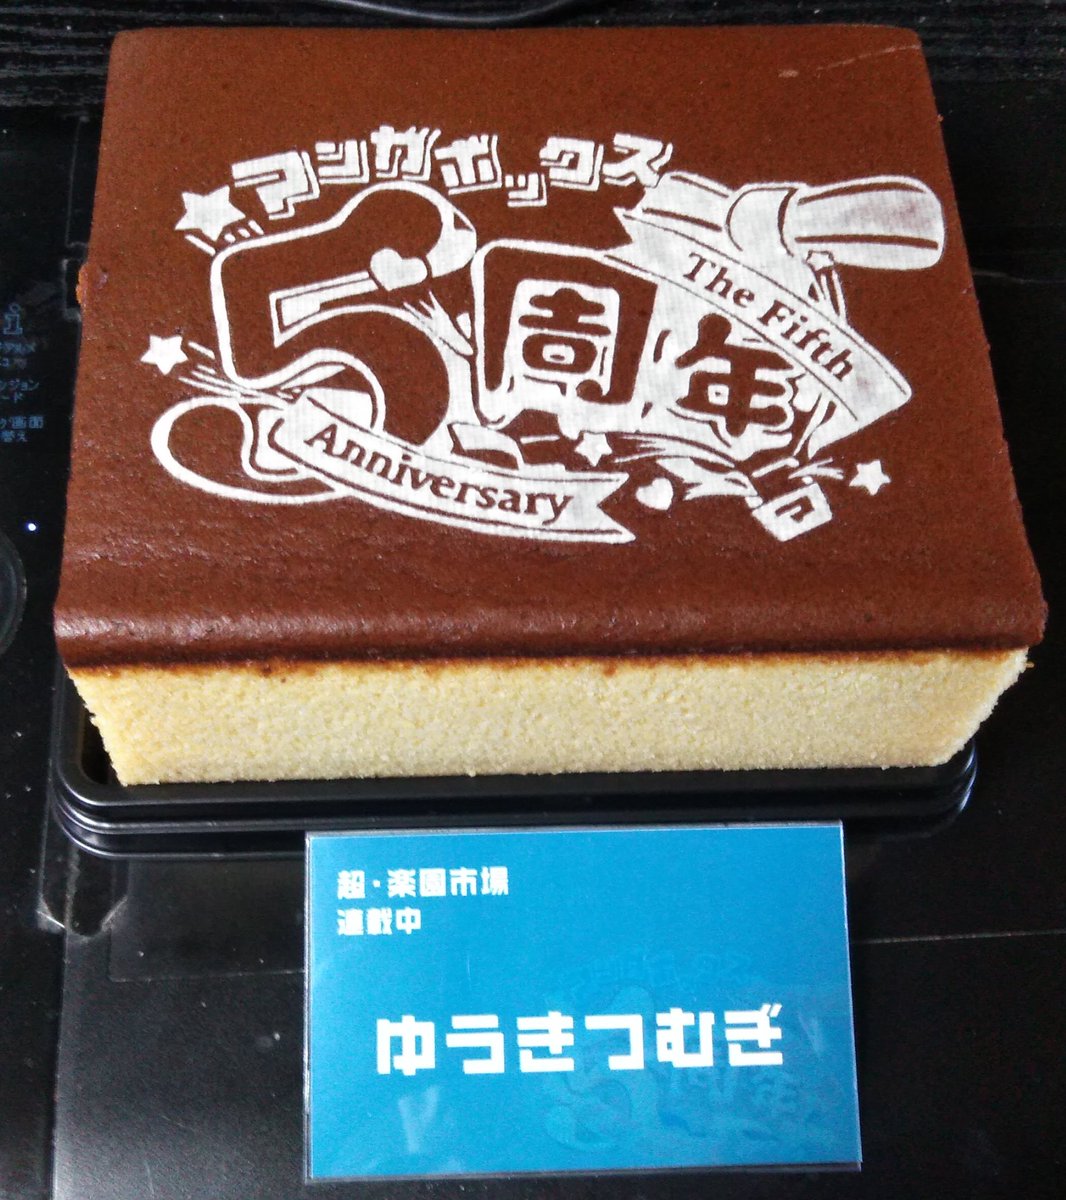 マンガボックス
5周年
The Fifth
Anniversary
超・楽園市場
連載中
ゆうきつむぎ